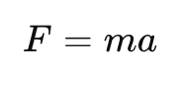 F = ma